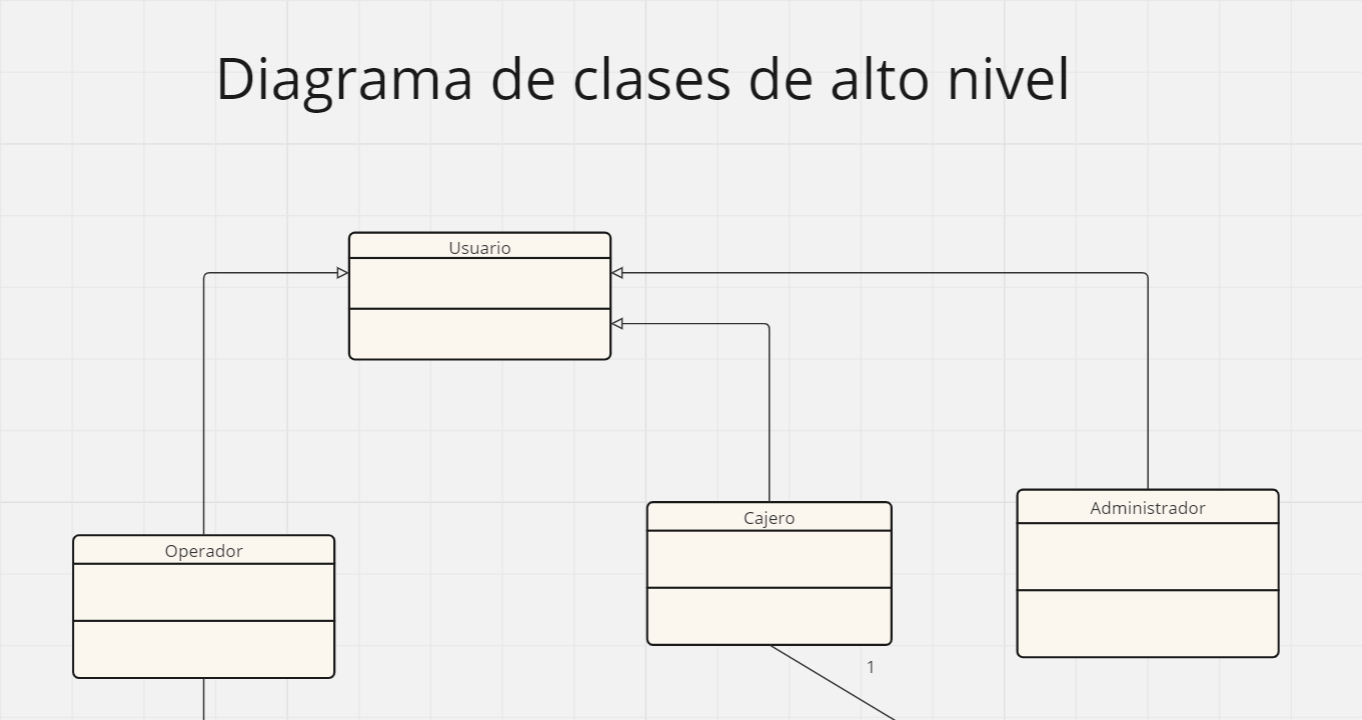 Diagrama de clases de alto nivel
Usuario
Operador
Cajero
Administrador
1